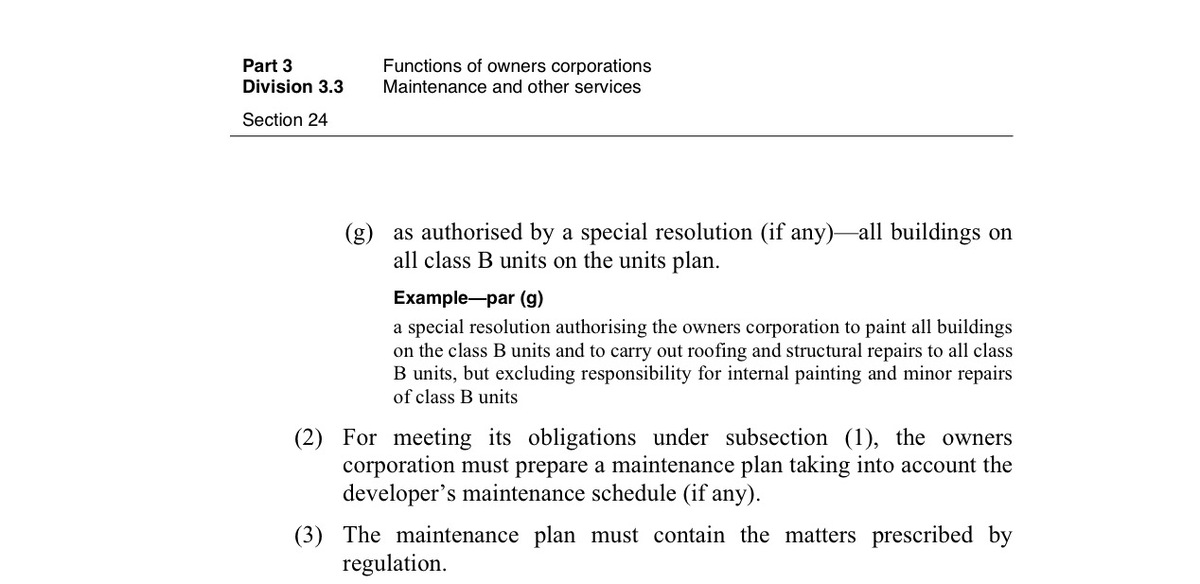 Part 3 Functions of owners corporations
Division 3.3 Maintenance and other services
Section 24
(g) as authorised by a special resolution (if any)—all buildings on
all class B units on the units plan.
Example—par (g)
a special resolution authorising the owners corporation to paint all buildings
on the class B units and to carry out roofing and structural repairs to all class
B units, but excluding responsibility for internal painting and minor repairs
of class B units
(2) For meeting its obligations under subsection (1), the owners
corporation must prepare a maintenance plan taking into account the
developer’s maintenance schedule (if any).
(3) The maintenance plan must contain the matters prescribed by
regulation.